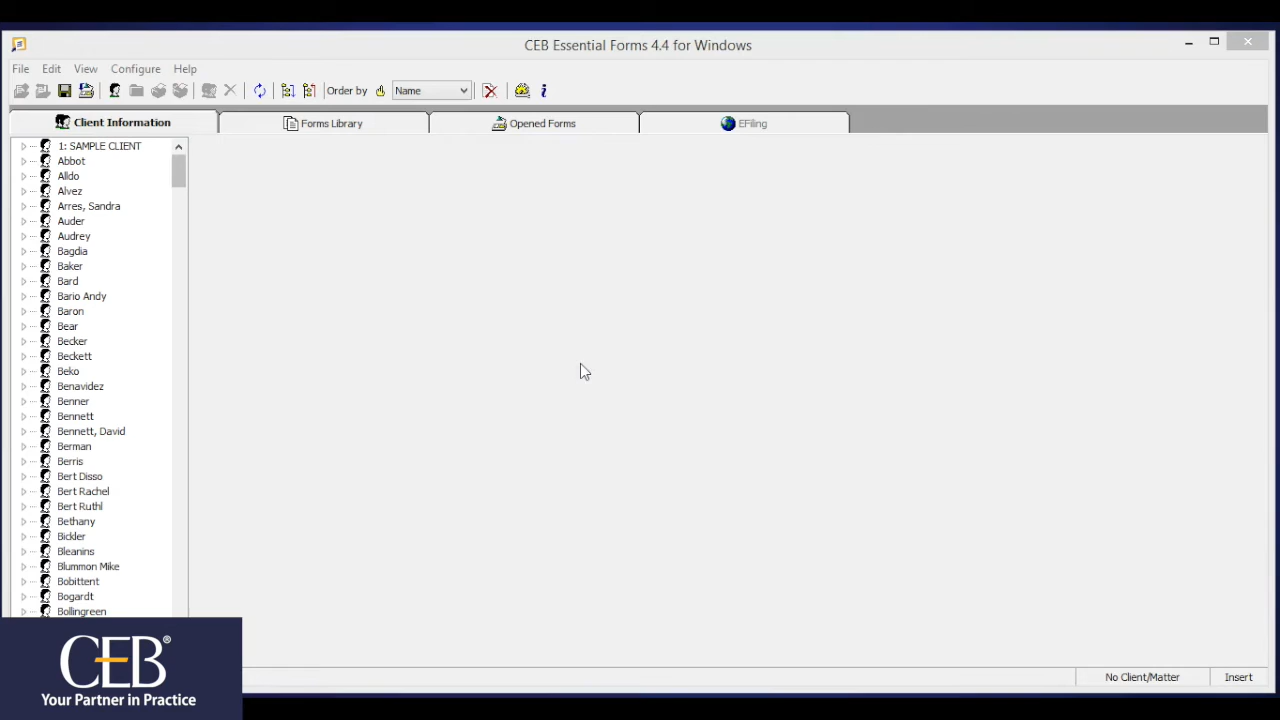 CEB Essential Forms 4.4 for Windows
File Edit View Configure Help
Order by Name
Client Information Forms Library Opened Forms EFiling
1: SAMPLE CLIENT
Abbot
Alldo
Alvez
Arres, Sandra
Auder
Audrey
Bagdia
Baker
Bard
Bario Andy
Baron
Bear
Becker
Beckett
Beko
Benavidez
Benner
Bennett
Bennett, David
Berman
Berris
Bert Disso
Bert Rachel
Bert Ruthl
Bethany
Bickler
Bleanins
Blummon Mike
Bobittent
Bogardt
Bollingreen
CEB®
Your Partner in Practice
No Client/Matter Insert